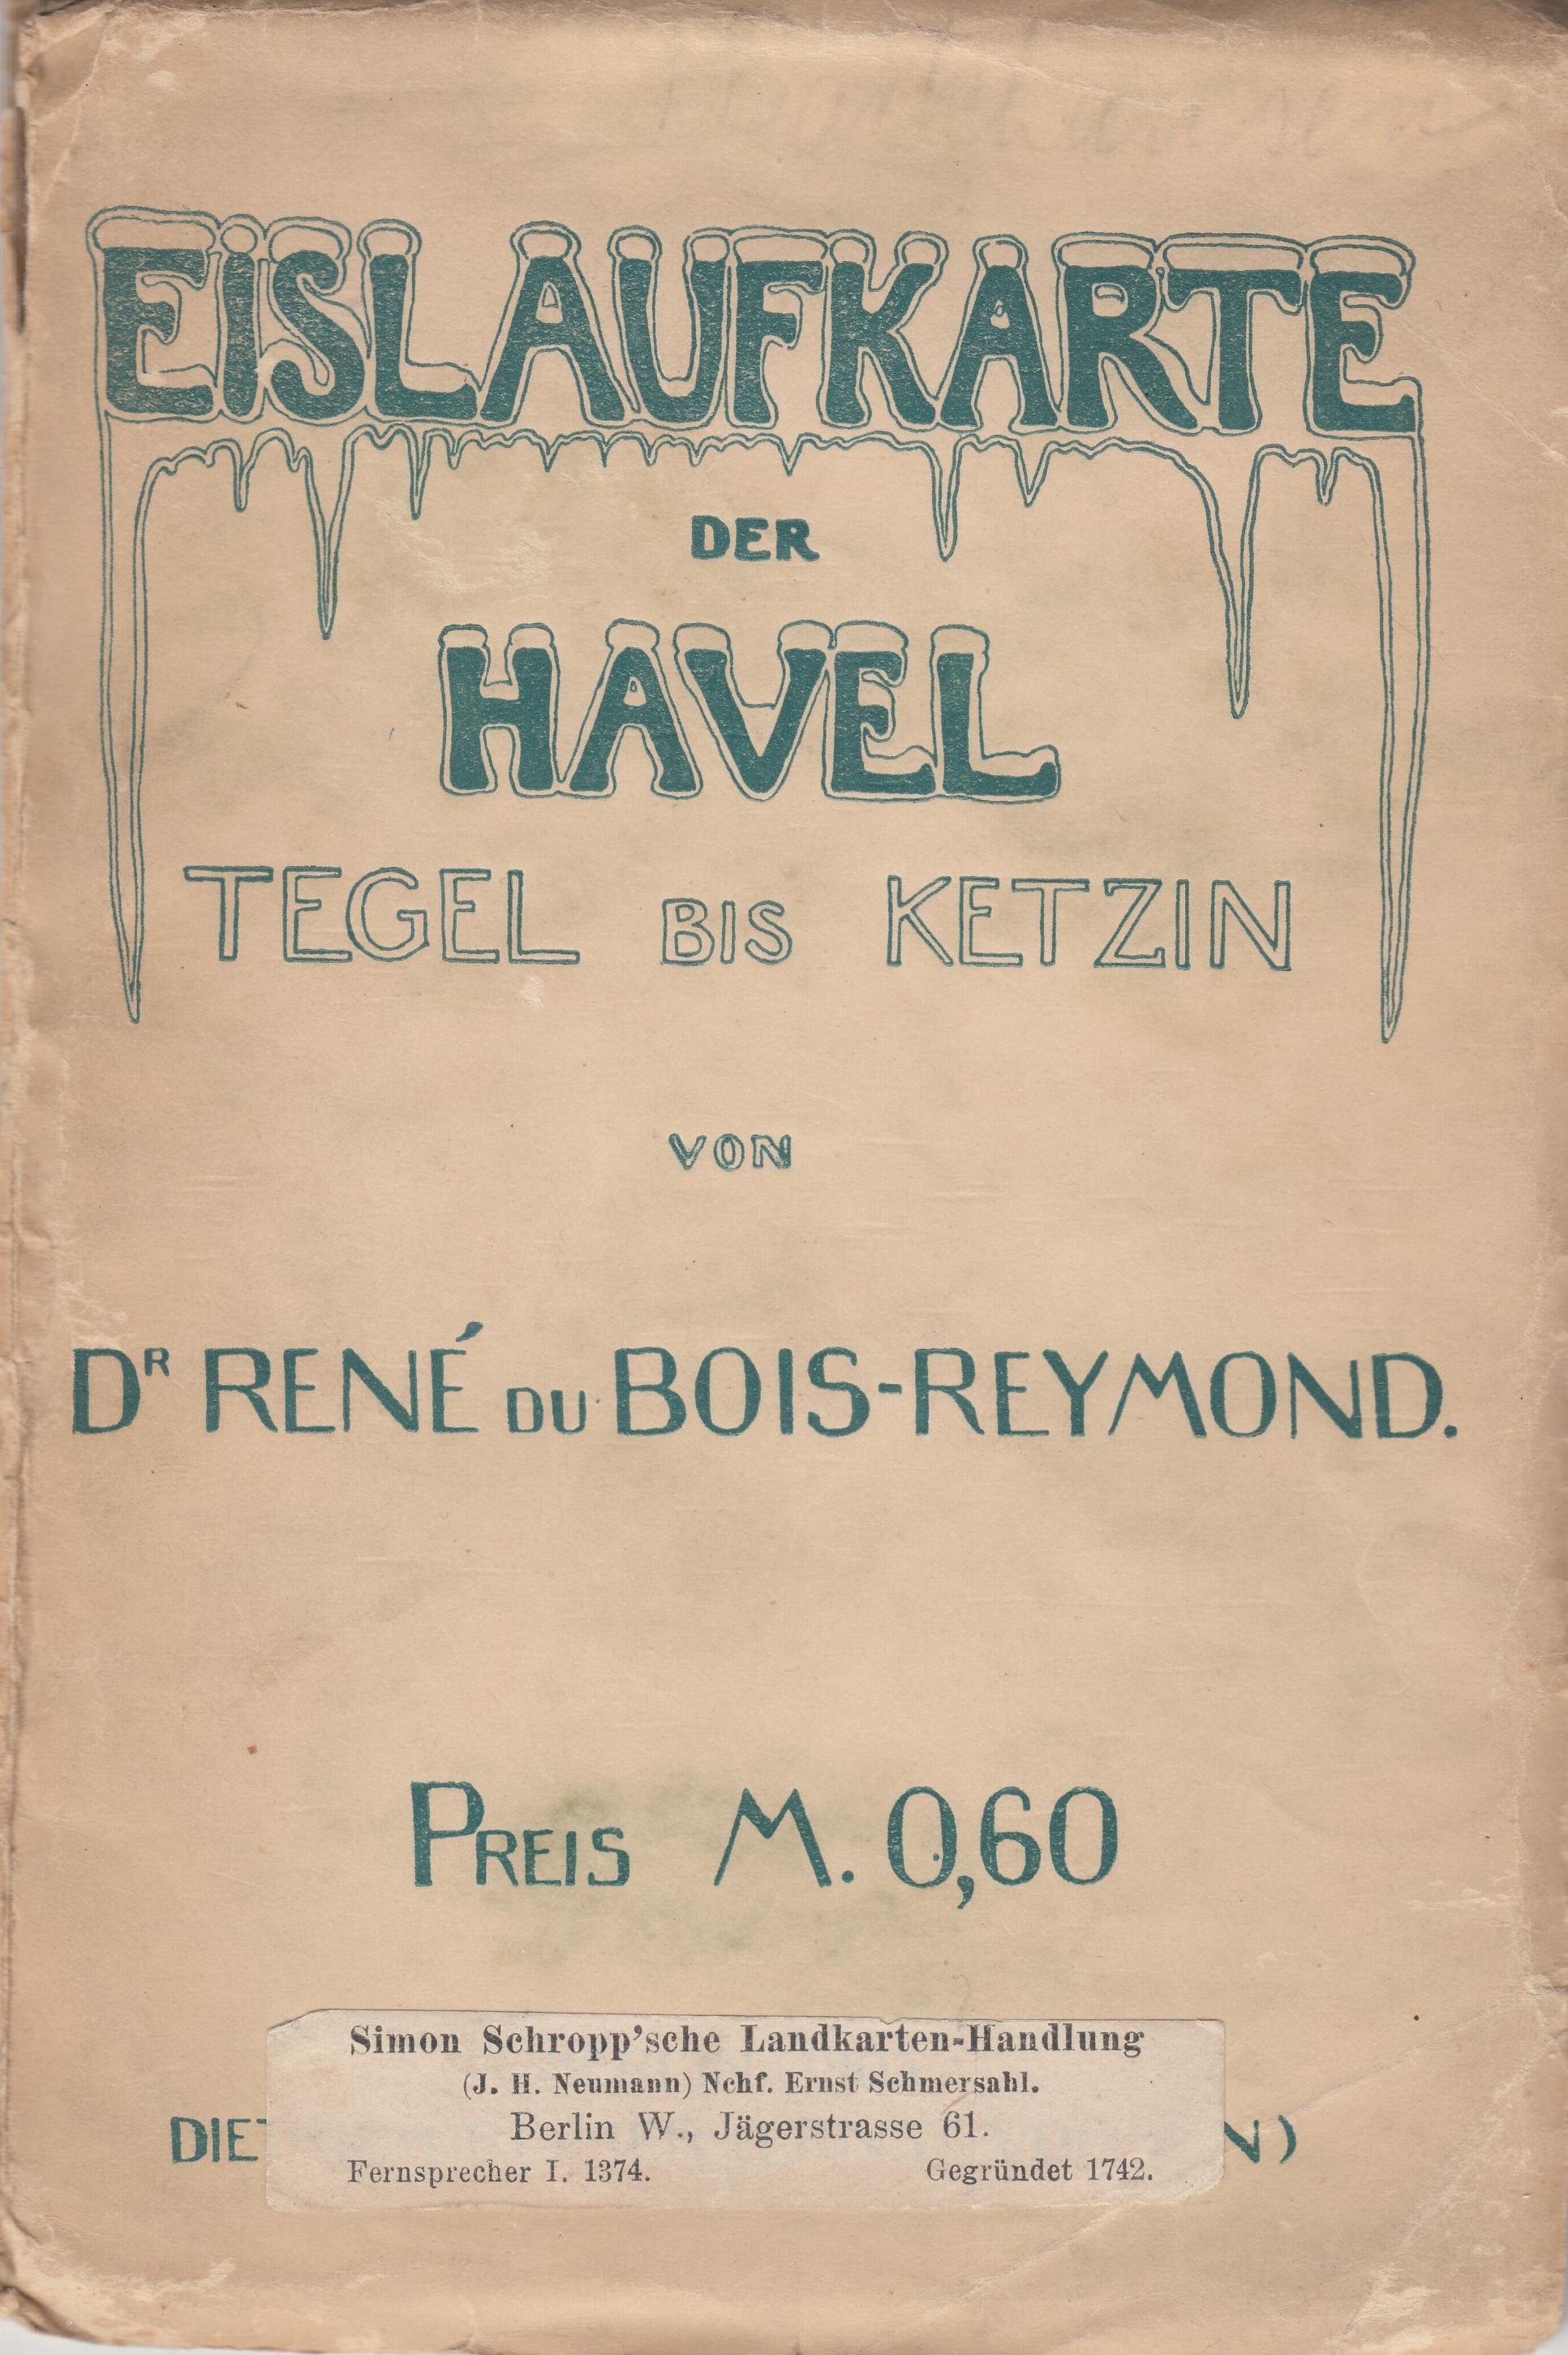 EiSLAUFKARTE
DER
HAVEL
TEGEL BIS KETZIN
VON
DR RENÉ DU BOIS-REYMOND.
PREIS M. 0,60
Simon Schropp'sche Landkarten-Handlung
(J. H. Neumann) Nchf. Ernst Schmersahl.
Berlin W., Jägerstrasse 61.
Fernsprecher I. 1374. Gegründet 1742.